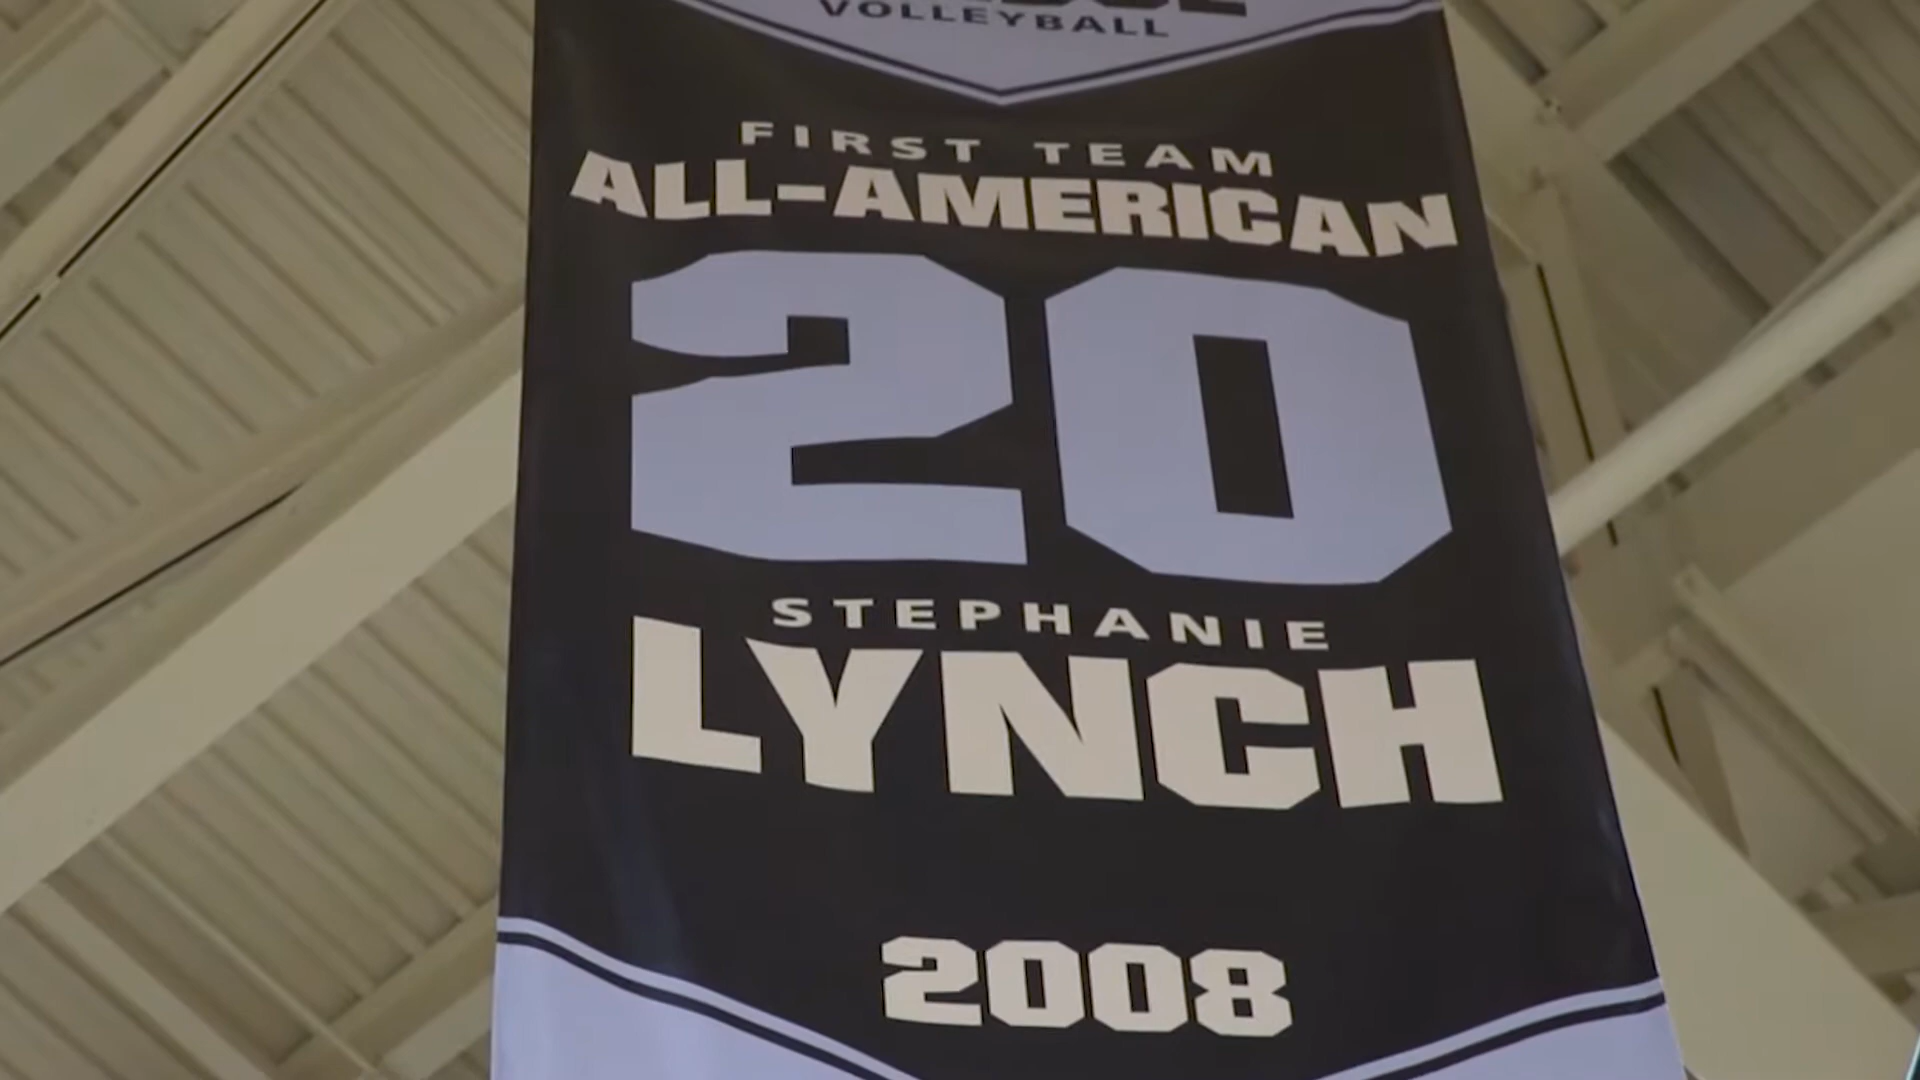 VOLLEYBALL
FIRST TEAM
ALL-AMERICAN
20
STEPHANIE
LYNCH
2008